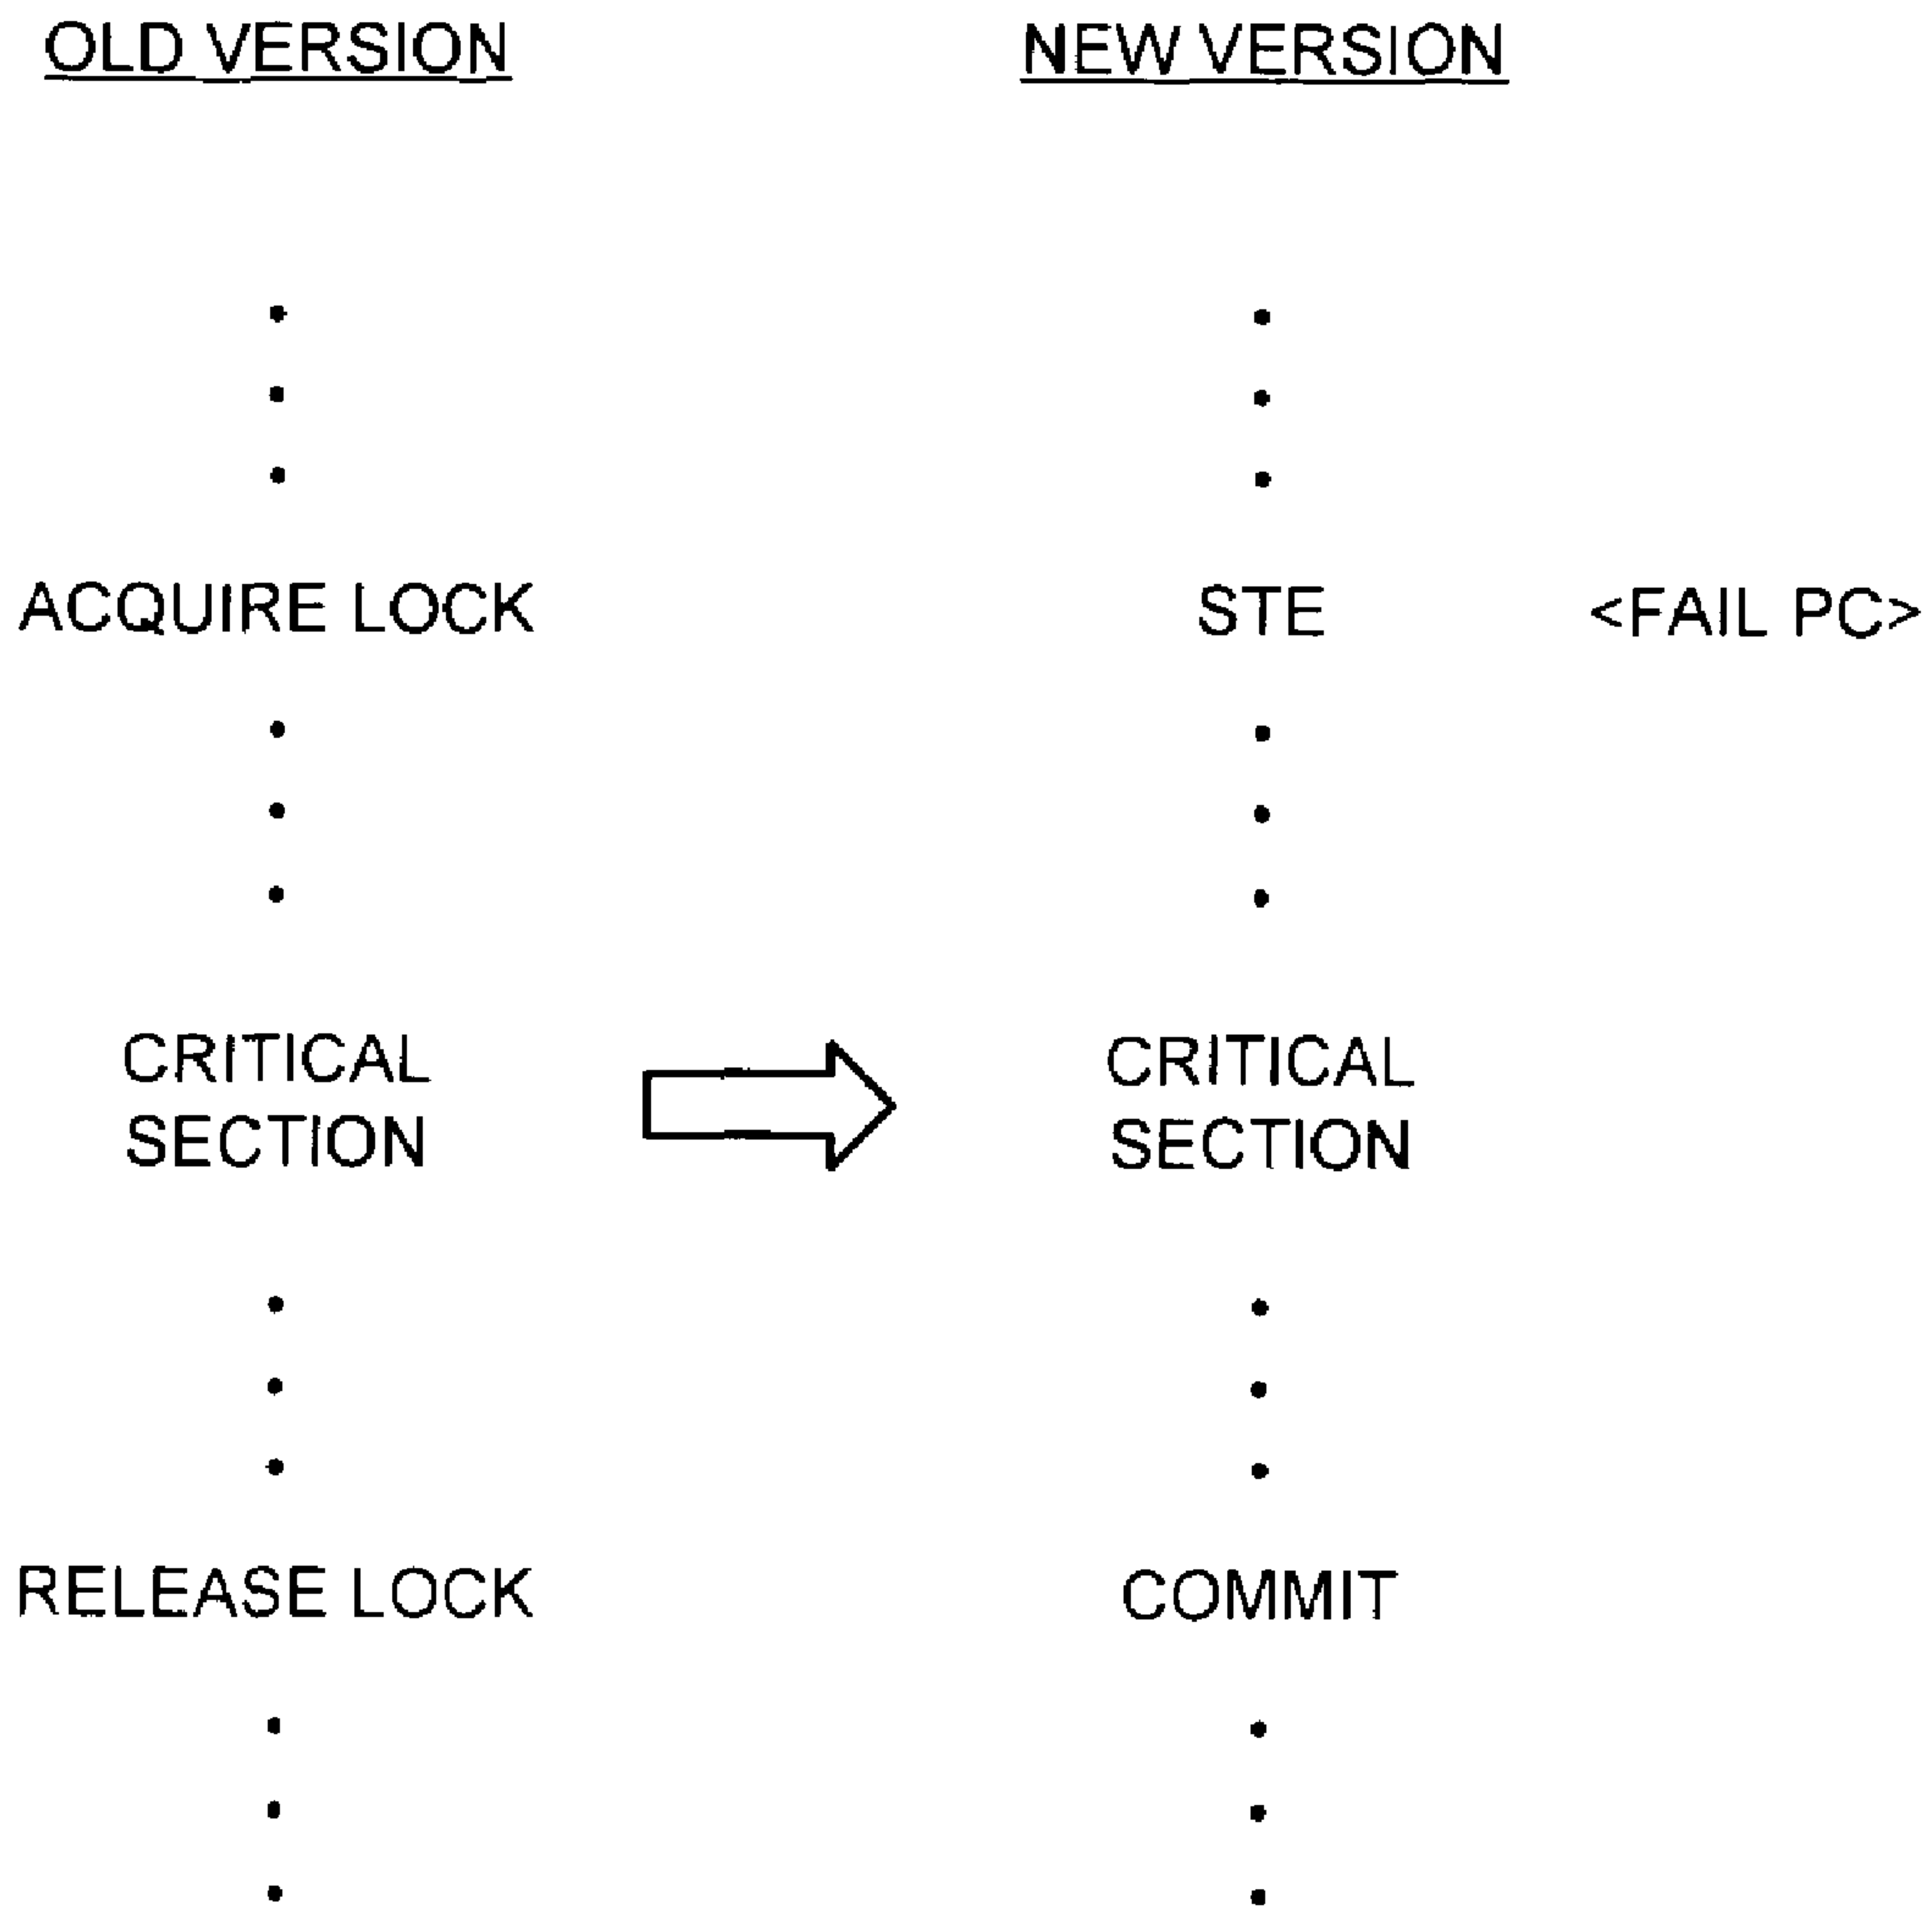 OLD VERSION
NEW VERSION
ACQUIRE LOCK
STE <FAIL PC>
CRITICAL
SECTION
CRITICAL
SECTION
RELEASE LOCK
COMMIT